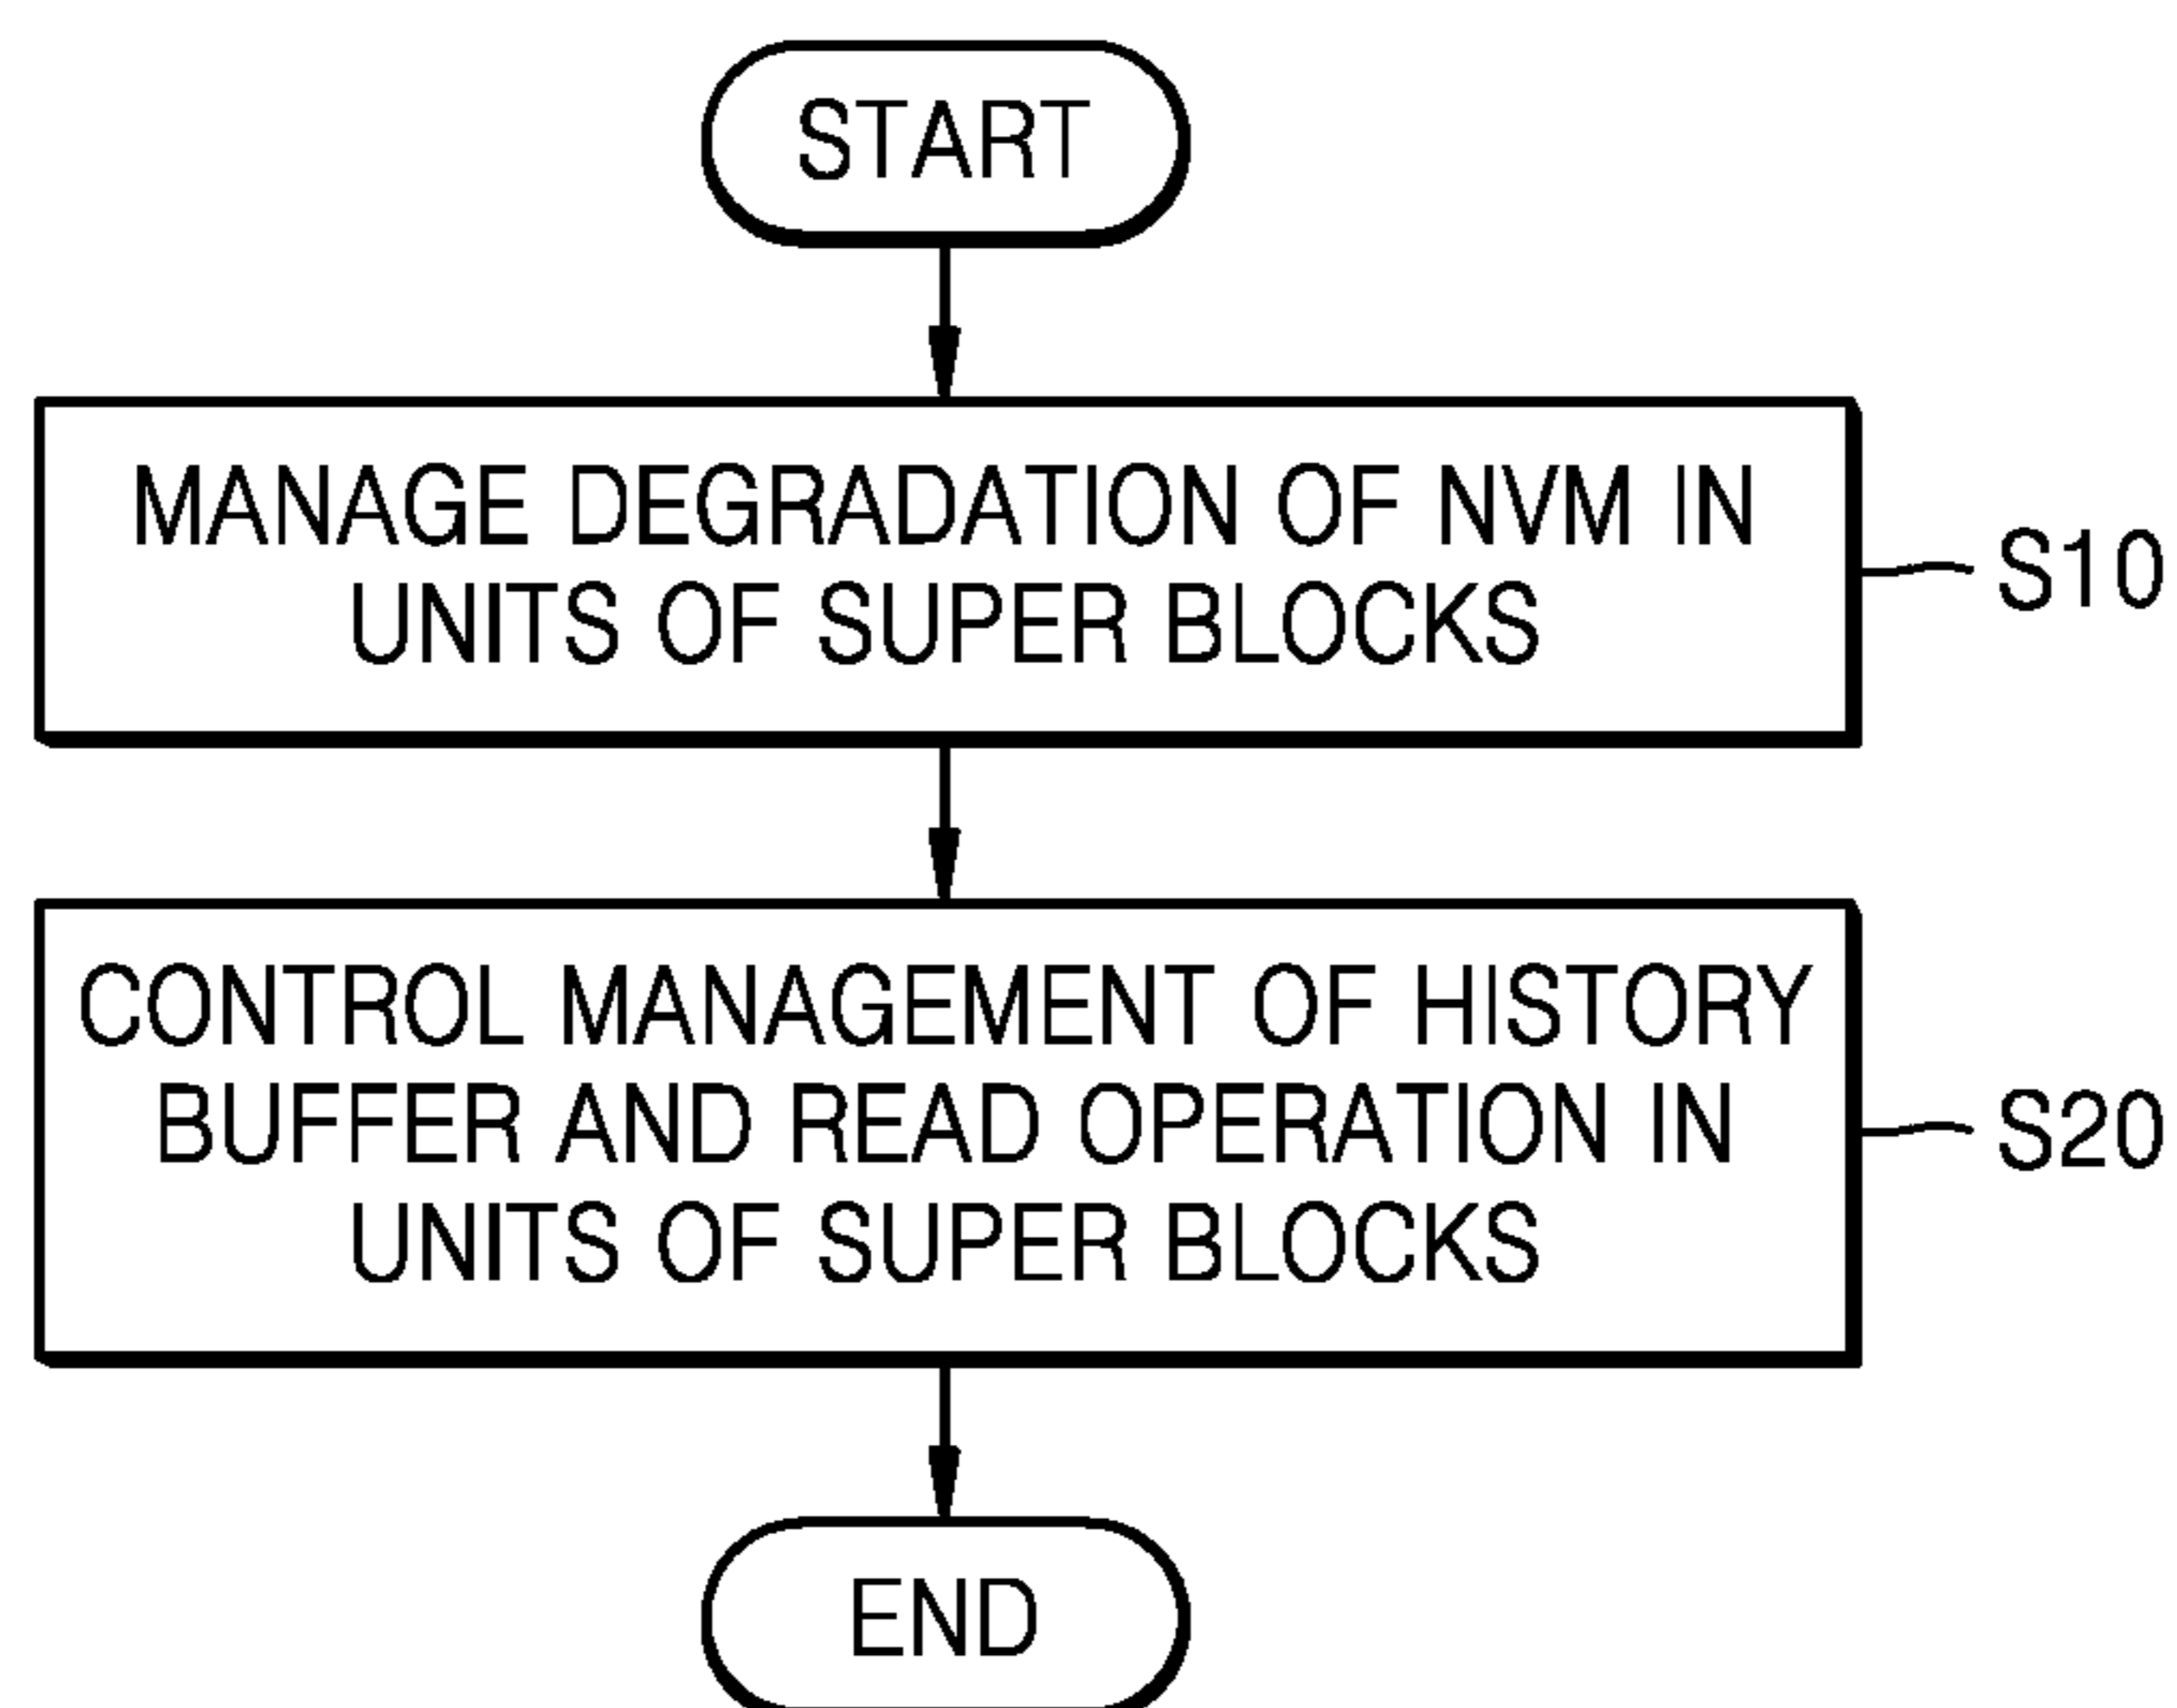 START
MANAGE DEGRADATION OF NVM IN
UNITS OF SUPER BLOCKS
S10
CONTROL MANAGEMENT OF HISTORY
BUFFER AND READ OPERATION IN
UNITS OF SUPER BLOCKS
S20
END